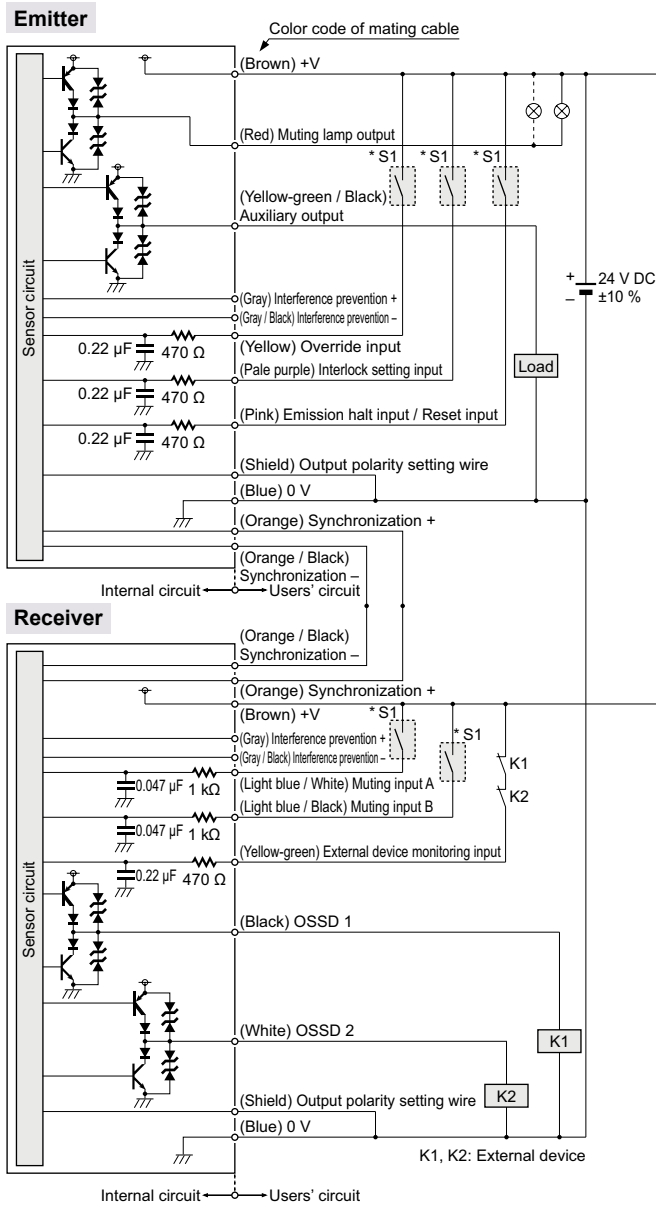 Emitter
Color code of mating cable
(Brown) +V
(Red) Muting lamp output
* S1
* S1
* S1
(Yellow-green / Black)
Auxiliary output
Sensor circuit
+
–
24 V DC
±10 %
(Gray) Interference prevention +
(Gray / Black) Interference prevention –
0.22 µF
470 Ω
(Yellow) Override input
Load
(Pale purple) Interlock setting input
0.22 µF
470 Ω
(Pink) Emission halt input / Reset input
0.22 µF
470 Ω
(Shield) Output polarity setting wire
(Blue) 0 V
(Orange) Synchronization +
(Orange / Black)
Synchronization –
Internal circuit
Users' circuit
Receiver
(Orange / Black)
Synchronization –
(Orange) Synchronization +
(Brown) +V
* S1
* S1
(Gray) Interference prevention +
(Gray / Black) Interference prevention –
K1
0.047 µF
1 kΩ
(Light blue / White) Muting input A
K2
(Light blue / Black) Muting input B
0.047 µF
1 kΩ
(Yellow-green) External device monitoring input
0.22 µF
470 Ω
Sensor circuit
(Black) OSSD 1
(White) OSSD 2
K1
K2
(Shield) Output polarity setting wire
(Blue) 0 V
K1, K2: External device
Internal circuit
Users' circuit